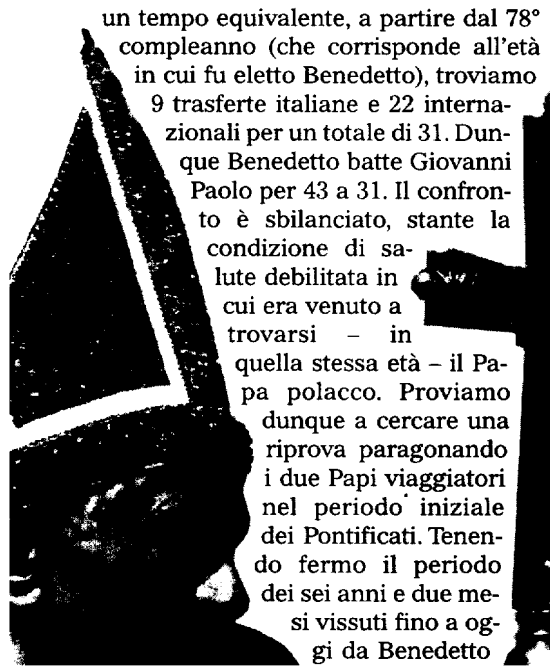 un tempo equivalente, a partire dal 78°
compleanno (che corrisponde all'età
in cui fu eletto Benedetto), troviamo
9 trasferte italiane e 22 interna-
zionali per un totale di 31. Dun-
que Benedetto batte Giovanni
Paolo per 43 a 31. Il confron-
to è sbilanciato, stante la
condizione di sa-
lute debilitata in
cui era venuto a
trovarsi – in
quella stessa età – il Pa-
pa polacco. Proviamo
dunque a cercare una
riprova paragonando
i due Papi viaggiatori
nel periodo iniziale
dei Pontificati. Tenen-
do fermo il periodo
dei sei anni e due me-
si vissuti fino a og-
gi da Benedetto